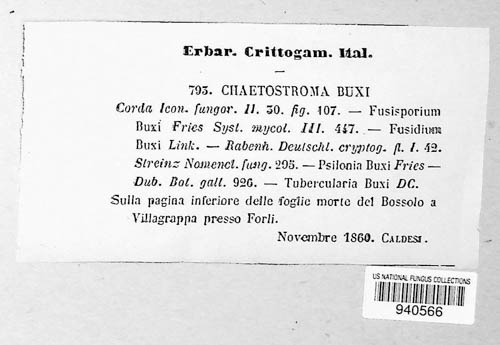 Erbar. Crittogam. Ital.
793. CHAETOSTROMA BUXI
Corda Icon. fungor. II. 30. fig. 107. — Fusisporium
Buxi Fries Syst. mycol. III. 447. — Fusidium
Buxi Link. — Rabenh. Deutschl. cryptog. fl. I. 42.
Streinz Nomencl. fung. 295. — Psilonia Buxi Fries —
Dub. Bot. gall. 926. — Tubercularia Buxi DC.
Sulla pagina inferiore delle foglie morte del Bossolo a
Villagrappa presso Forlì.
Novembre 1860. CALDESI.
US NATIONAL FUNGUS COLLECTIONS
940566